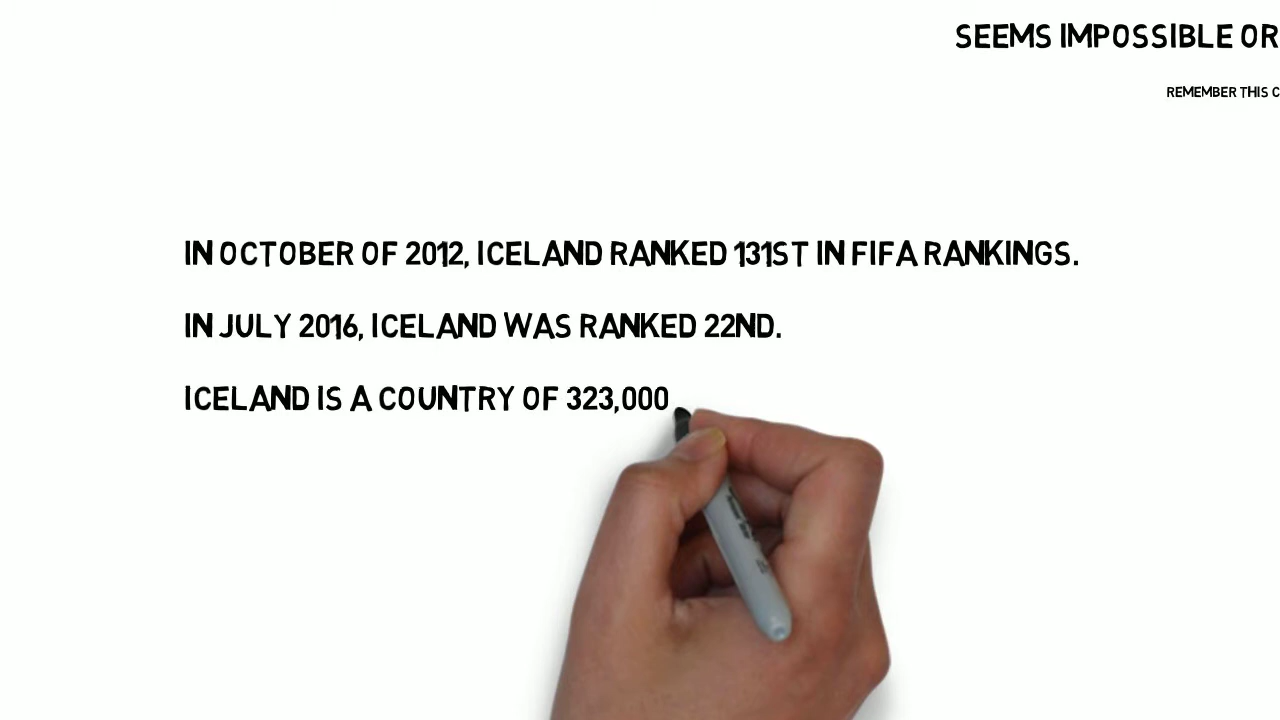 SEEMS IMPOSSIBLE OR
REMEMBER THIS C
IN OCTOBER OF 2012, ICELAND RANKED 131ST IN FIFA RANKINGS.
IN JULY 2016, ICELAND WAS RANKED 22ND.
ICELAND IS A COUNTRY OF 323,000